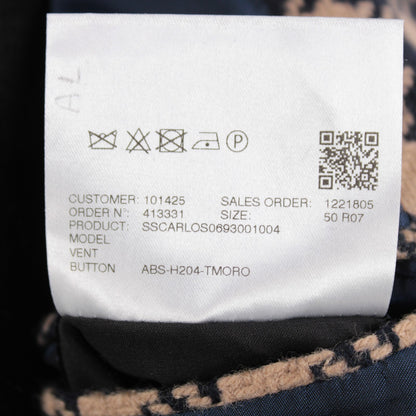 AL
P
CUSTOMER: 101425 SALES ORDER: 1221805
ORDER N°: 413331 SIZE: 50 R07
PRODUCT: SSCARLOS0693001004
MODEL
VENT
BUTTON ABS-H204-TMORO